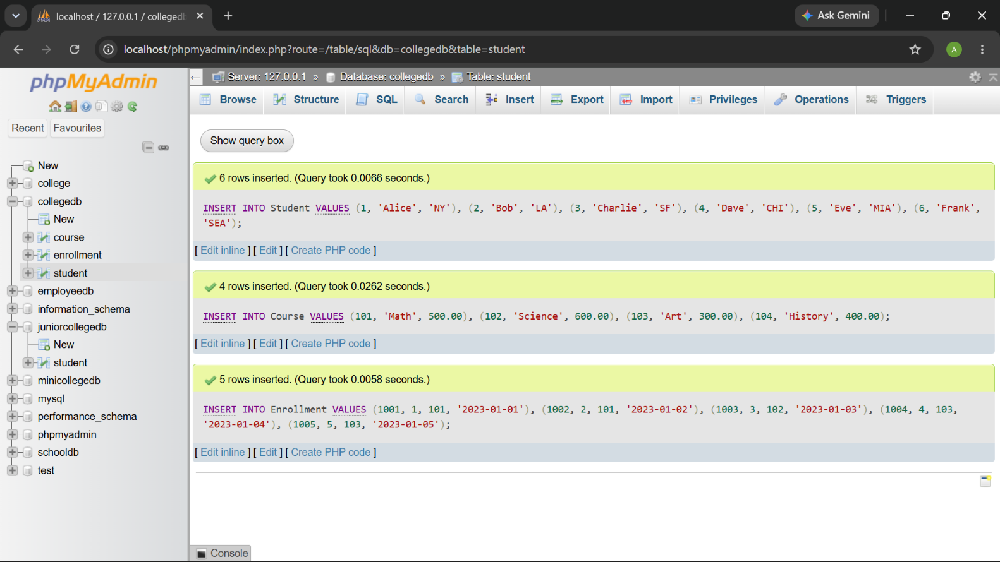 localhost / 127.0.0.1 / collegedb
Ask Gemini
localhost/phpmyadmin/index.php?route=/table/sql&db=collegedb&table=student
A
phpMyAdmin
Recent
Favourites
New
college
collegedb
New
course
enrollment
student
employeedb
information_schema
juniorcollegedb
New
student
minicollegedb
mysql
performance_schema
phpmyadmin
schooldb
test
Server: 127.0.0.1 » Database: collegedb » Table: student
Browse Structure SQL Search Insert Export Import Privileges Operations Triggers
Show query box
6 rows inserted. (Query took 0.0066 seconds.)
INSERT INTO Student VALUES (1, 'Alice', 'NY'), (2, 'Bob', 'LA'), (3, 'Charlie', 'SF'), (4, 'Dave', 'CHI'), (5, 'Eve', 'MIA'), (6, 'Frank',
'SEA');
[ Edit inline ] [ Edit ] [ Create PHP code ]
4 rows inserted. (Query took 0.0262 seconds.)
INSERT INTO Course VALUES (101, 'Math', 500.00), (102, 'Science', 600.00), (103, 'Art', 300.00), (104, 'History', 400.00);
[ Edit inline ] [ Edit ] [ Create PHP code ]
5 rows inserted. (Query took 0.0058 seconds.)
INSERT INTO Enrollment VALUES (1001, 1, 101, '2023-01-01'), (1002, 2, 101, '2023-01-02'), (1003, 3, 102, '2023-01-03'), (1004, 4, 103,
'2023-01-04'), (1005, 5, 103, '2023-01-05');
[ Edit inline ] [ Edit ] [ Create PHP code ]
Console